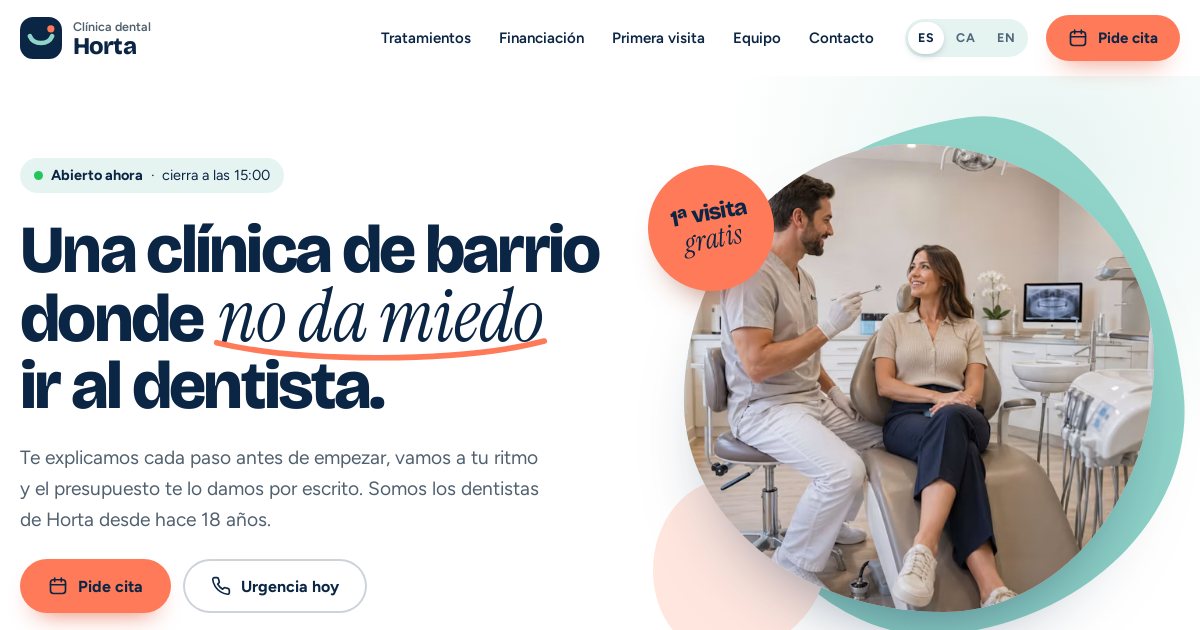 Clínica dental
Horta
Tratamientos
Financiación
Primera visita
Equipo
Contacto
ES
CA
EN
Pide cita
Abierto ahora · cierra a las 15:00
Una clínica de barrio
donde no da miedo
ir al dentista.
Te explicamos cada paso antes de empezar, vamos a tu ritmo
y el presupuesto te lo damos por escrito. Somos los dentistas
de Horta desde hace 18 años.
Pide cita
Urgencia hoy
1ª visita
gratis